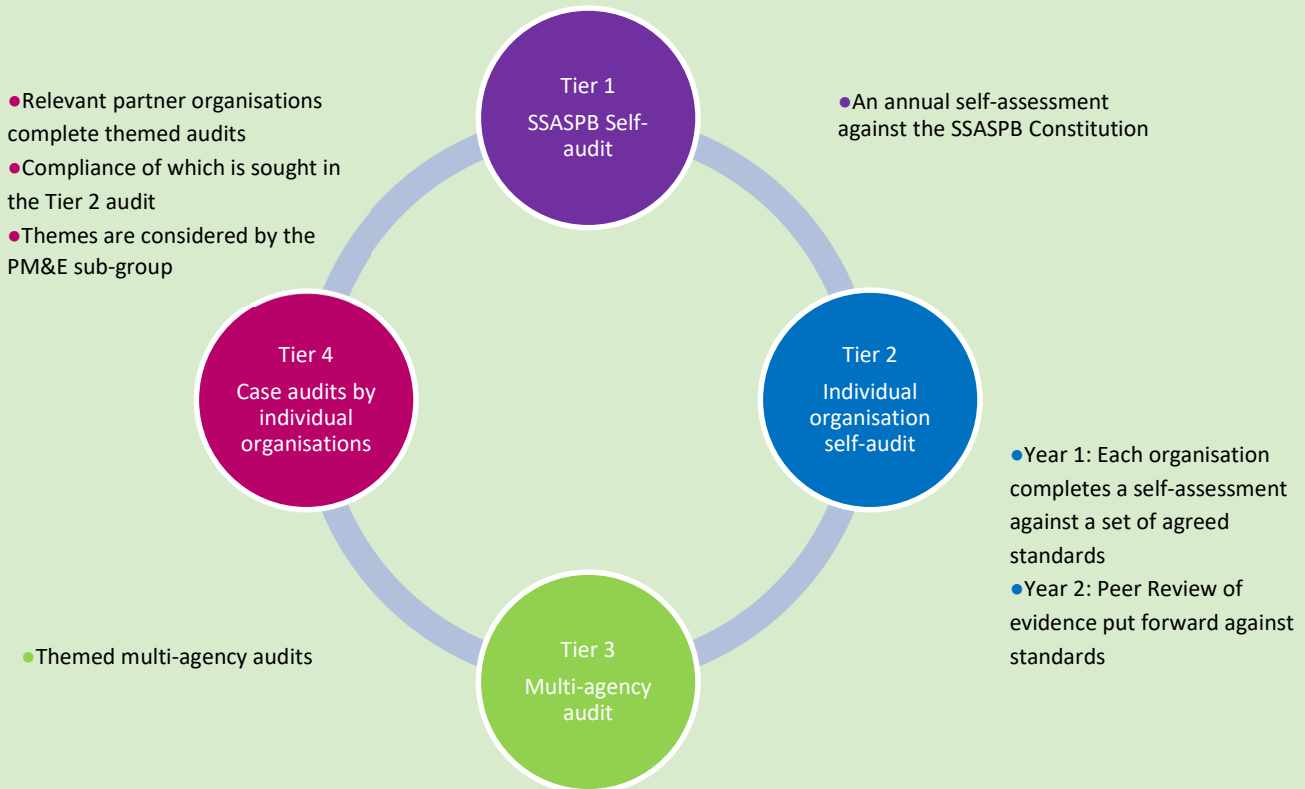 Tier 1
SSASPB Self-
audit
●An annual self-assessment
against the SSASPB Constitution
Tier 2
Individual
organisation
self-audit
●Year 1: Each organisation
completes a self-assessment
against a set of agreed
standards
●Year 2: Peer Review of
evidence put forward against
standards
Tier 3
Multi-agency
audit
●Themed multi-agency audits
Tier 4
Case audits by
individual
organisations
●Relevant partner organisations
complete themed audits
●Compliance of which is sought in
the Tier 2 audit
●Themes are considered by the
PM&E sub-group